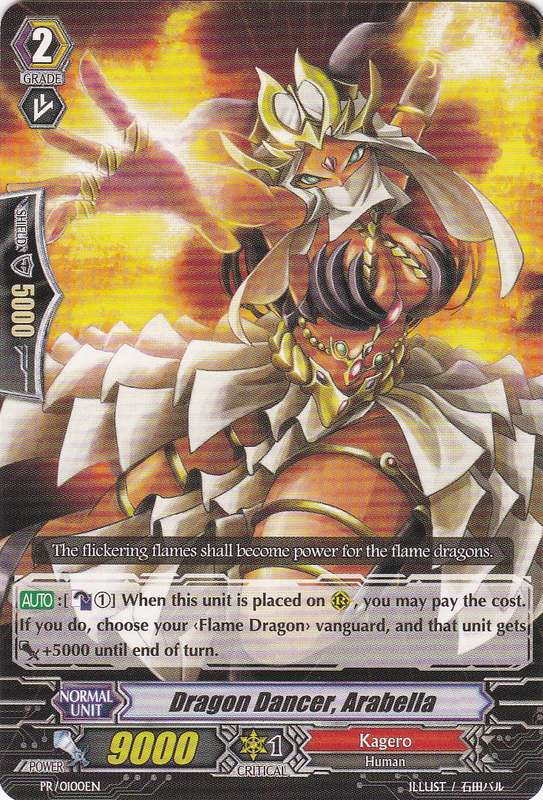 2
GRADE
SHIELD
5000
The flickering flames shall become power for the flame dragons.
AUTO :[ ①] When this unit is placed on Ⓡ, you may pay the cost.
If you do, choose your ‹Flame Dragon› vanguard, and that unit gets
+5000 until end of turn.
NORMAL
UNIT
Dragon Dancer, Arabella
POWER
9000
1
CRITICAL
Kagero
Human
PR/0100EN
ILLUST / 石田バル